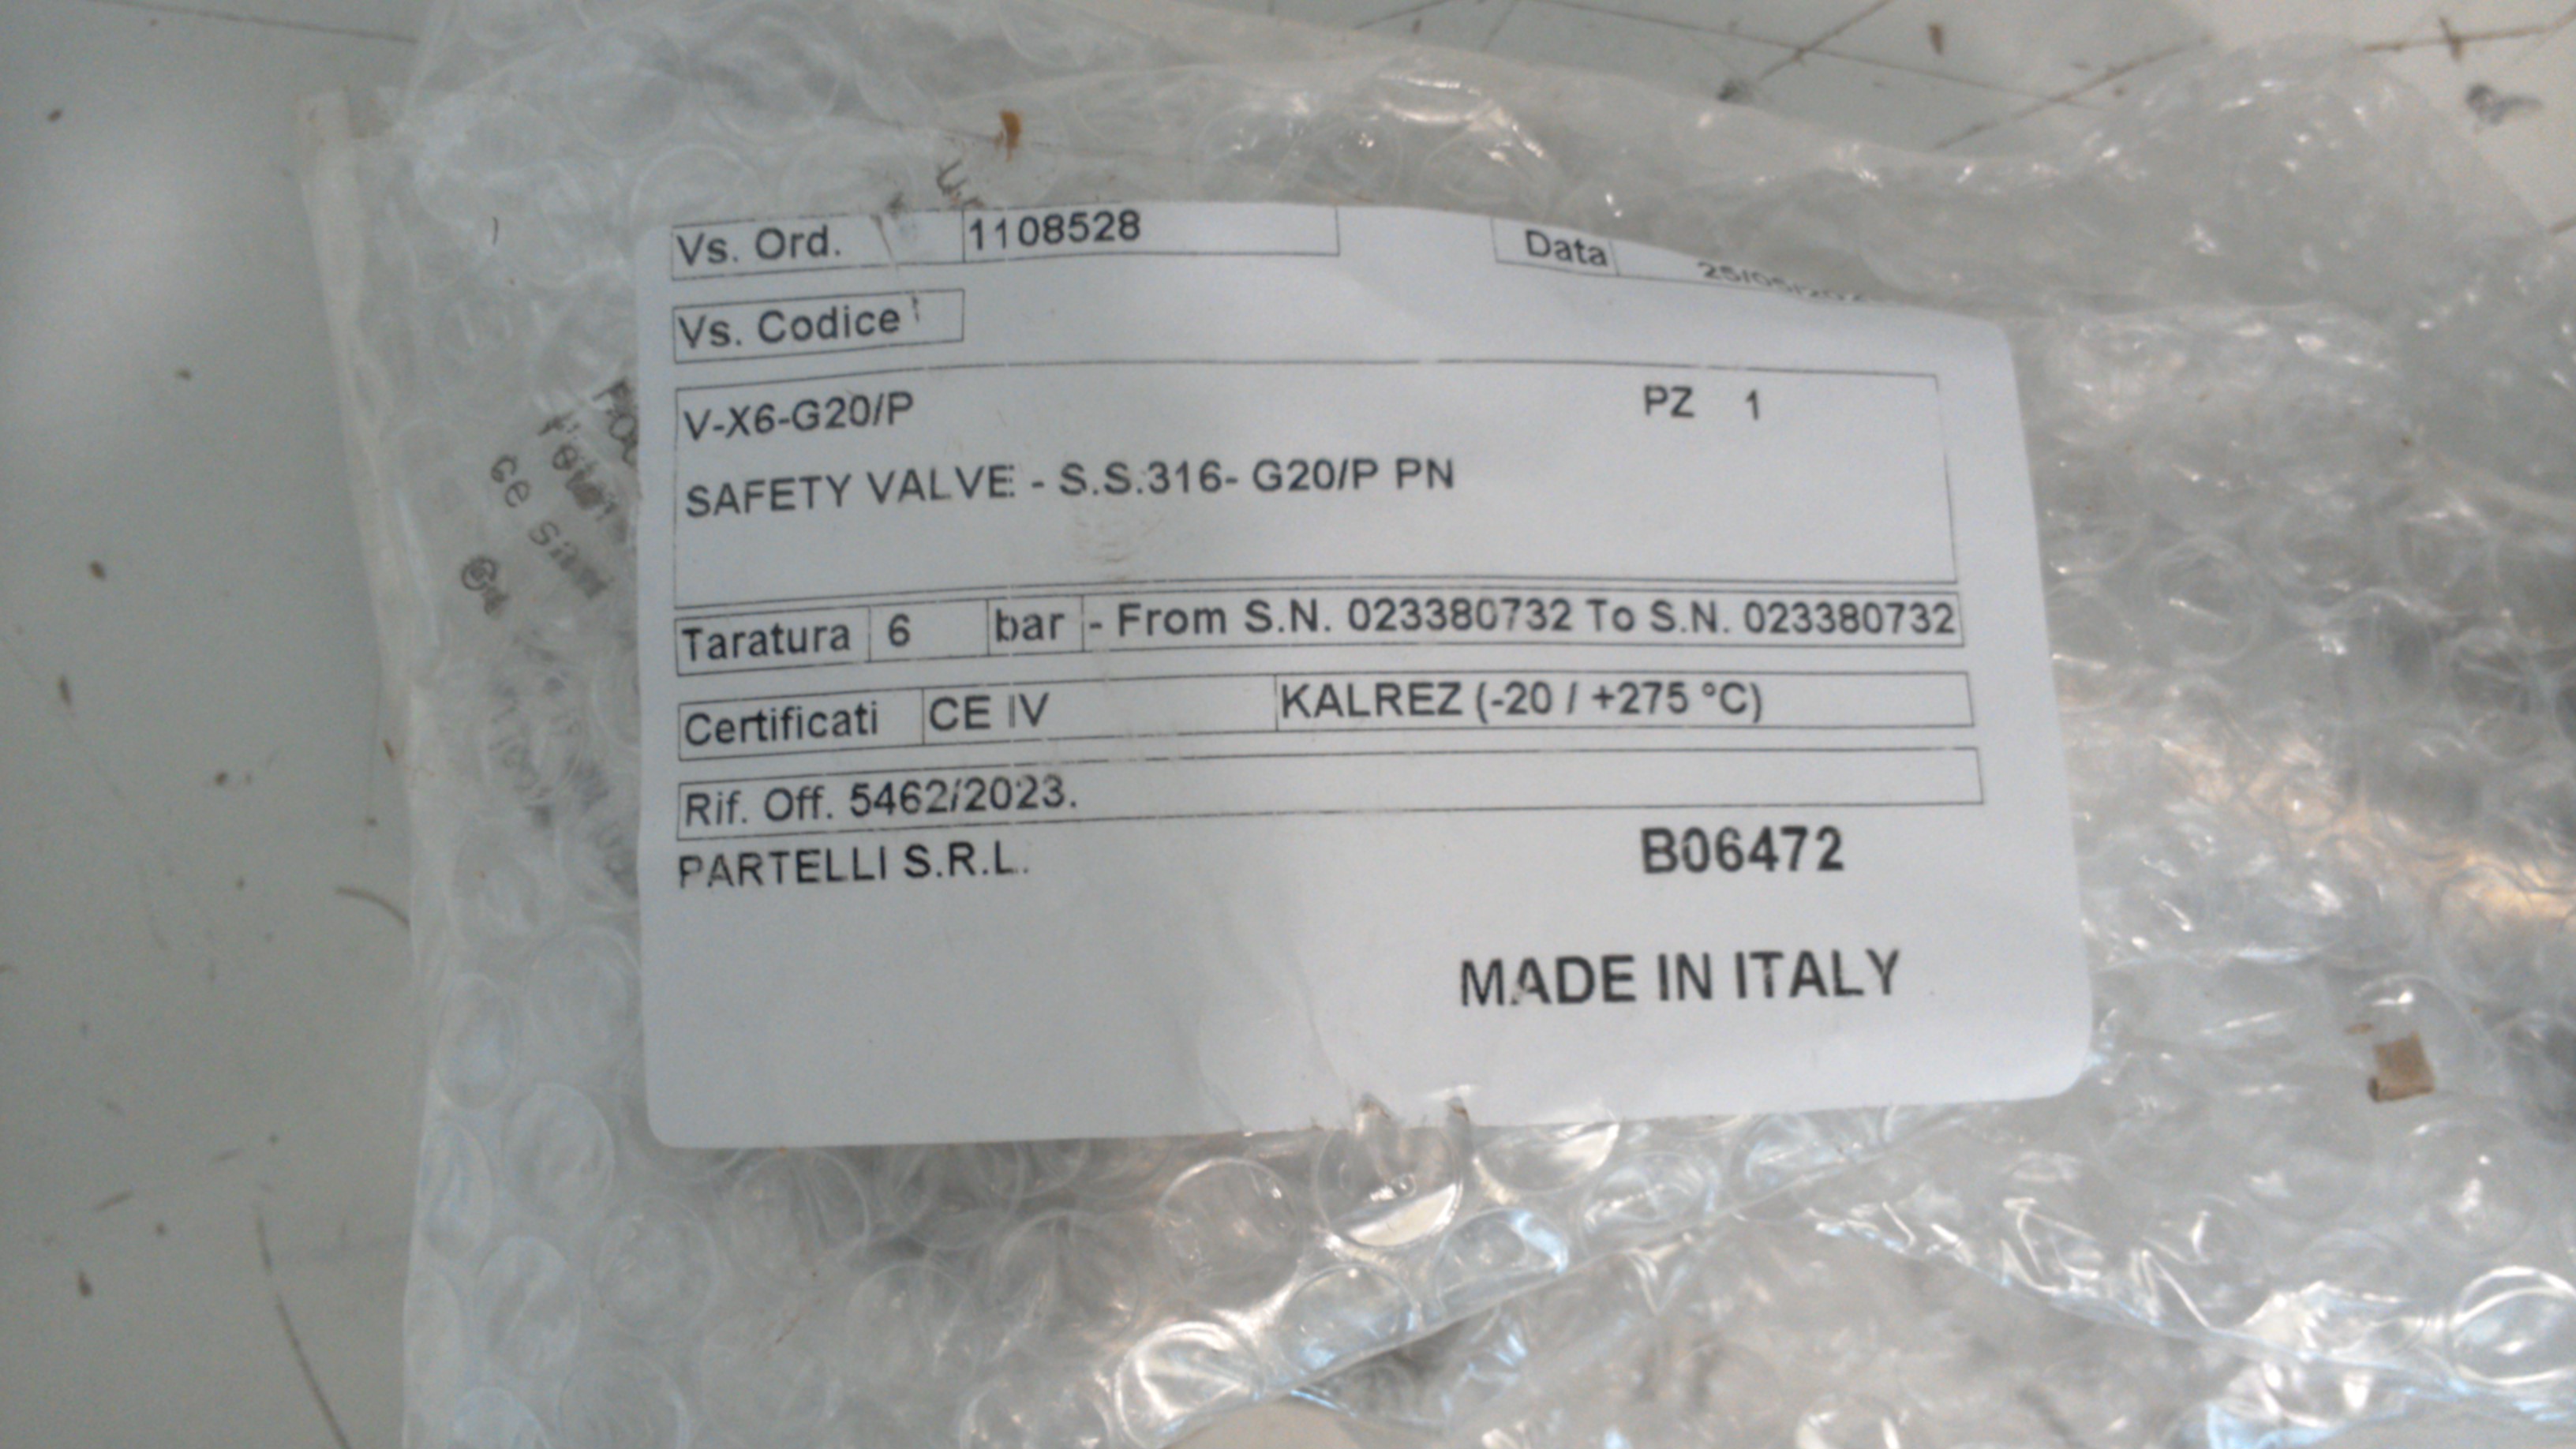 Vs. Ord. 1108528 Data
Vs. Codice
V-X6-G20/P PZ 1
SAFETY VALVE - S.S.316- G20/P PN
Taratura 6 bar - From S.N. 023380732 To S.N. 023380732
Certificati CE IV KALREZ (-20 / +275 °C)
Rif. Off. 5462/2023.
PARTELLI S.R.L.
B06472
MADE IN ITALY